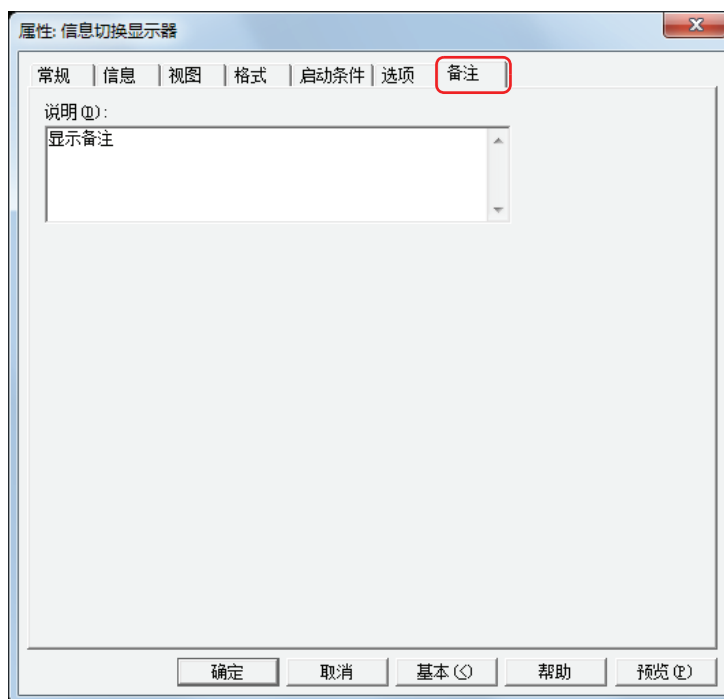 属性: 信息切换显示器
常规 信息 视图 格式 启动条件 选项 备注
说明(D):
显示备注
确定 取消 基本(<) 帮助 预览(P)